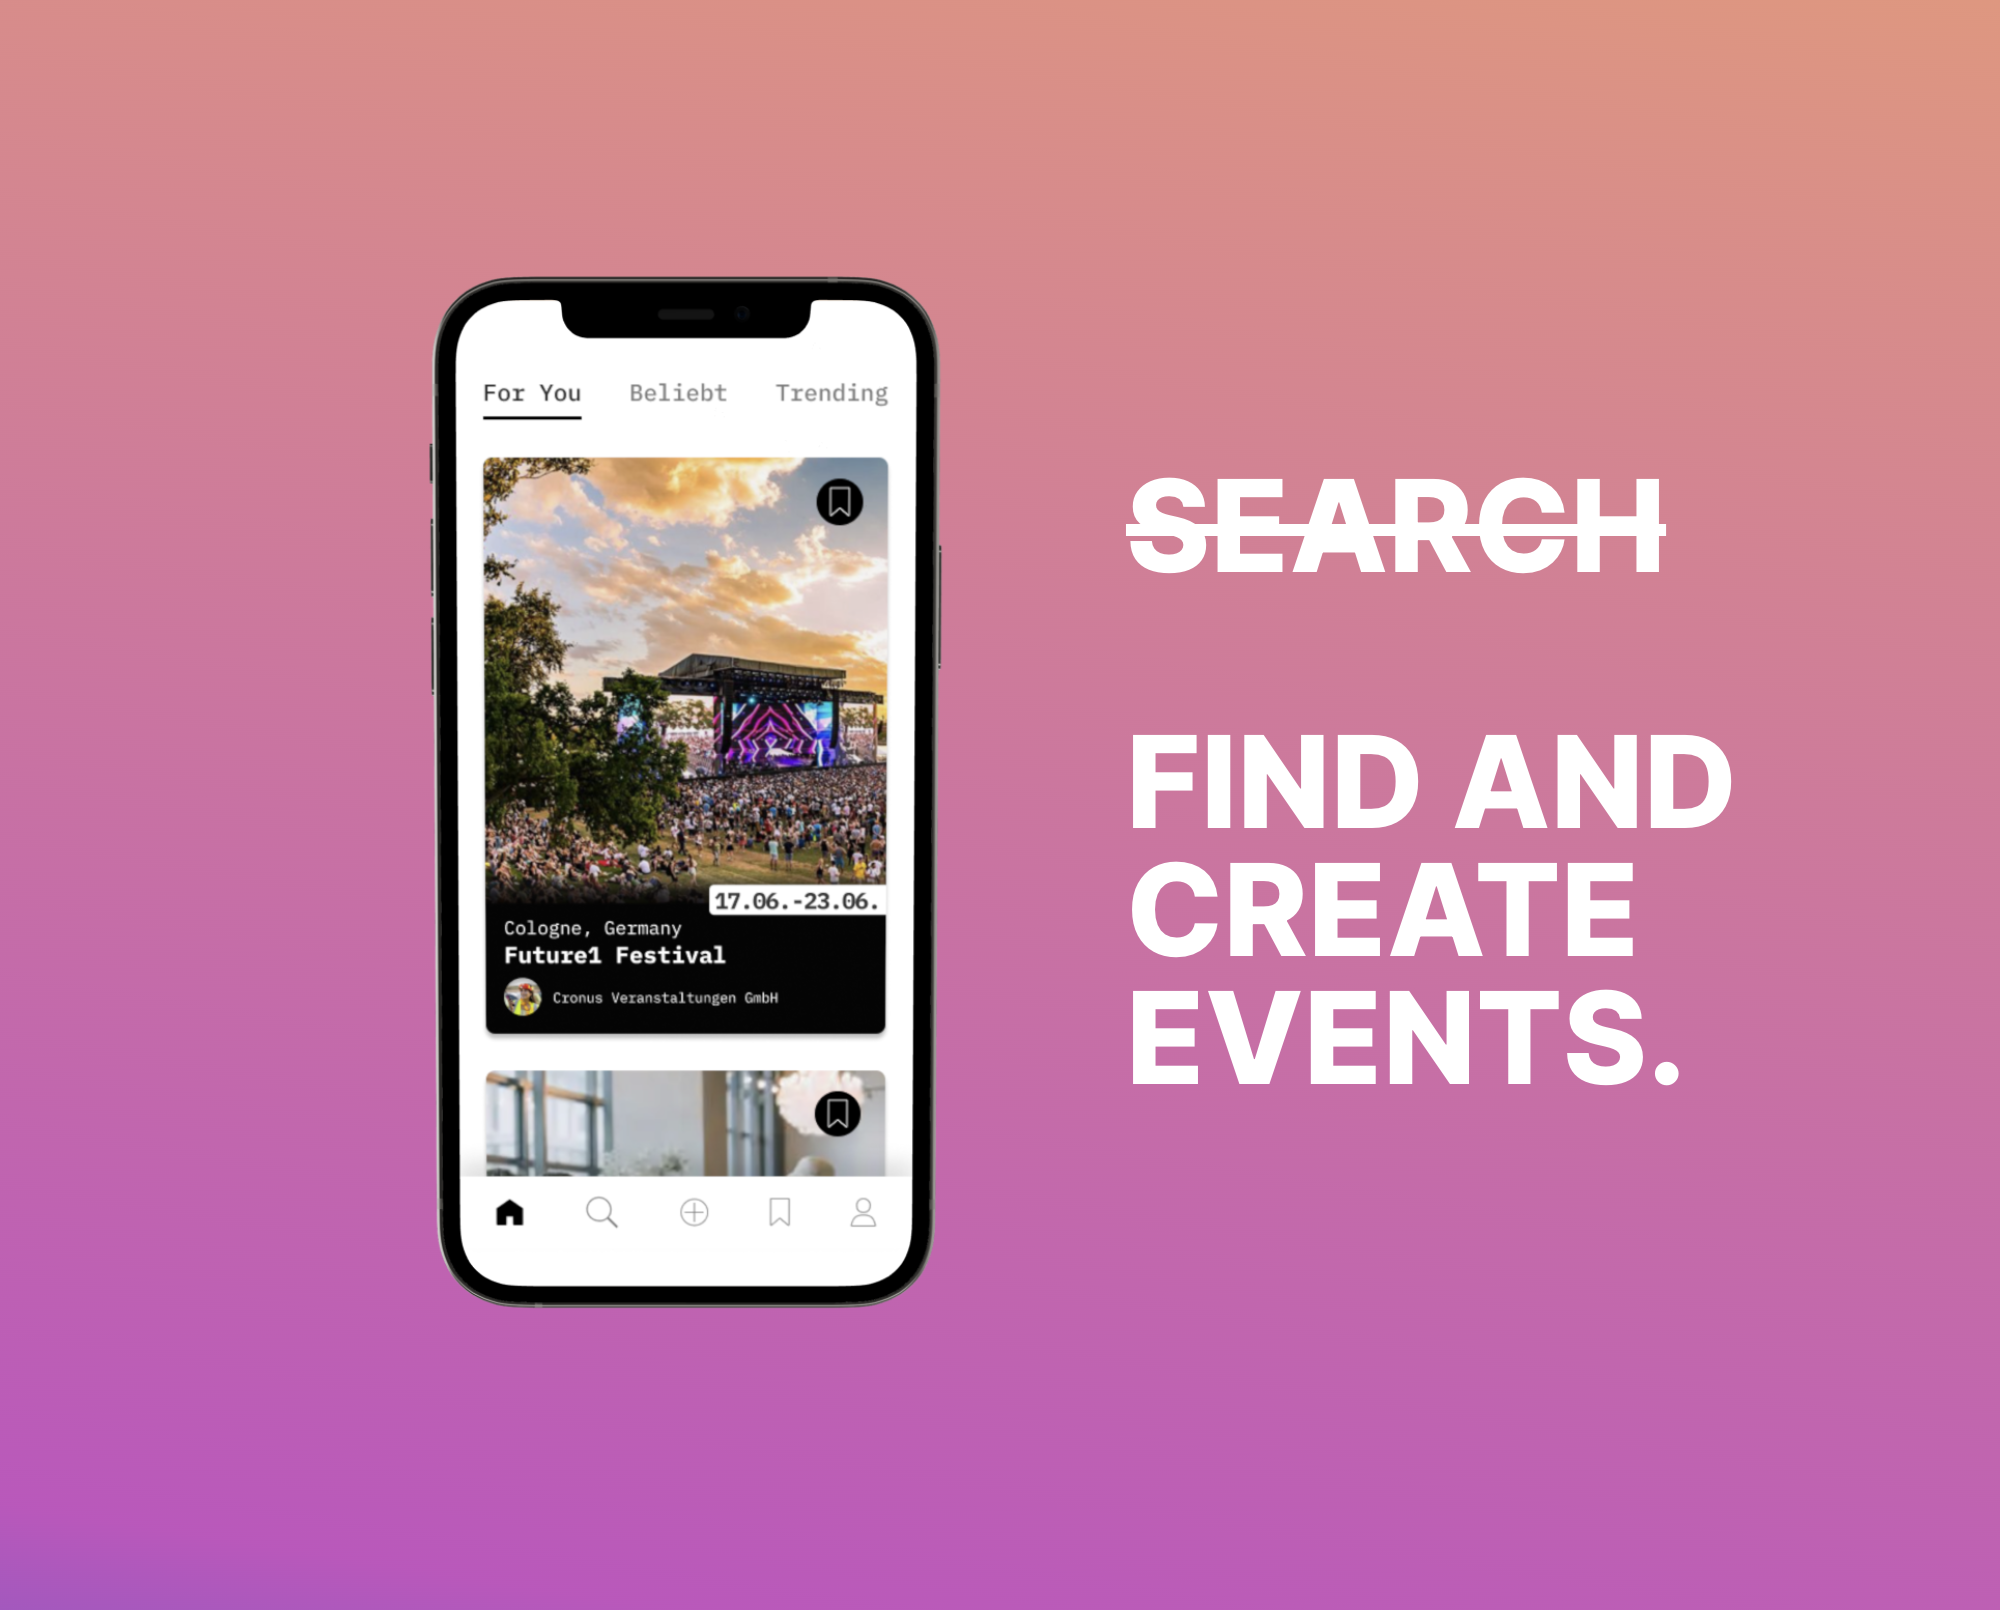 For You Beliebt Trending
17.06.-23.06.
Cologne, Germany
Future1 Festival
Cronus Veranstaltungen GmbH
SEARCH
FIND AND
CREATE
EVENTS.